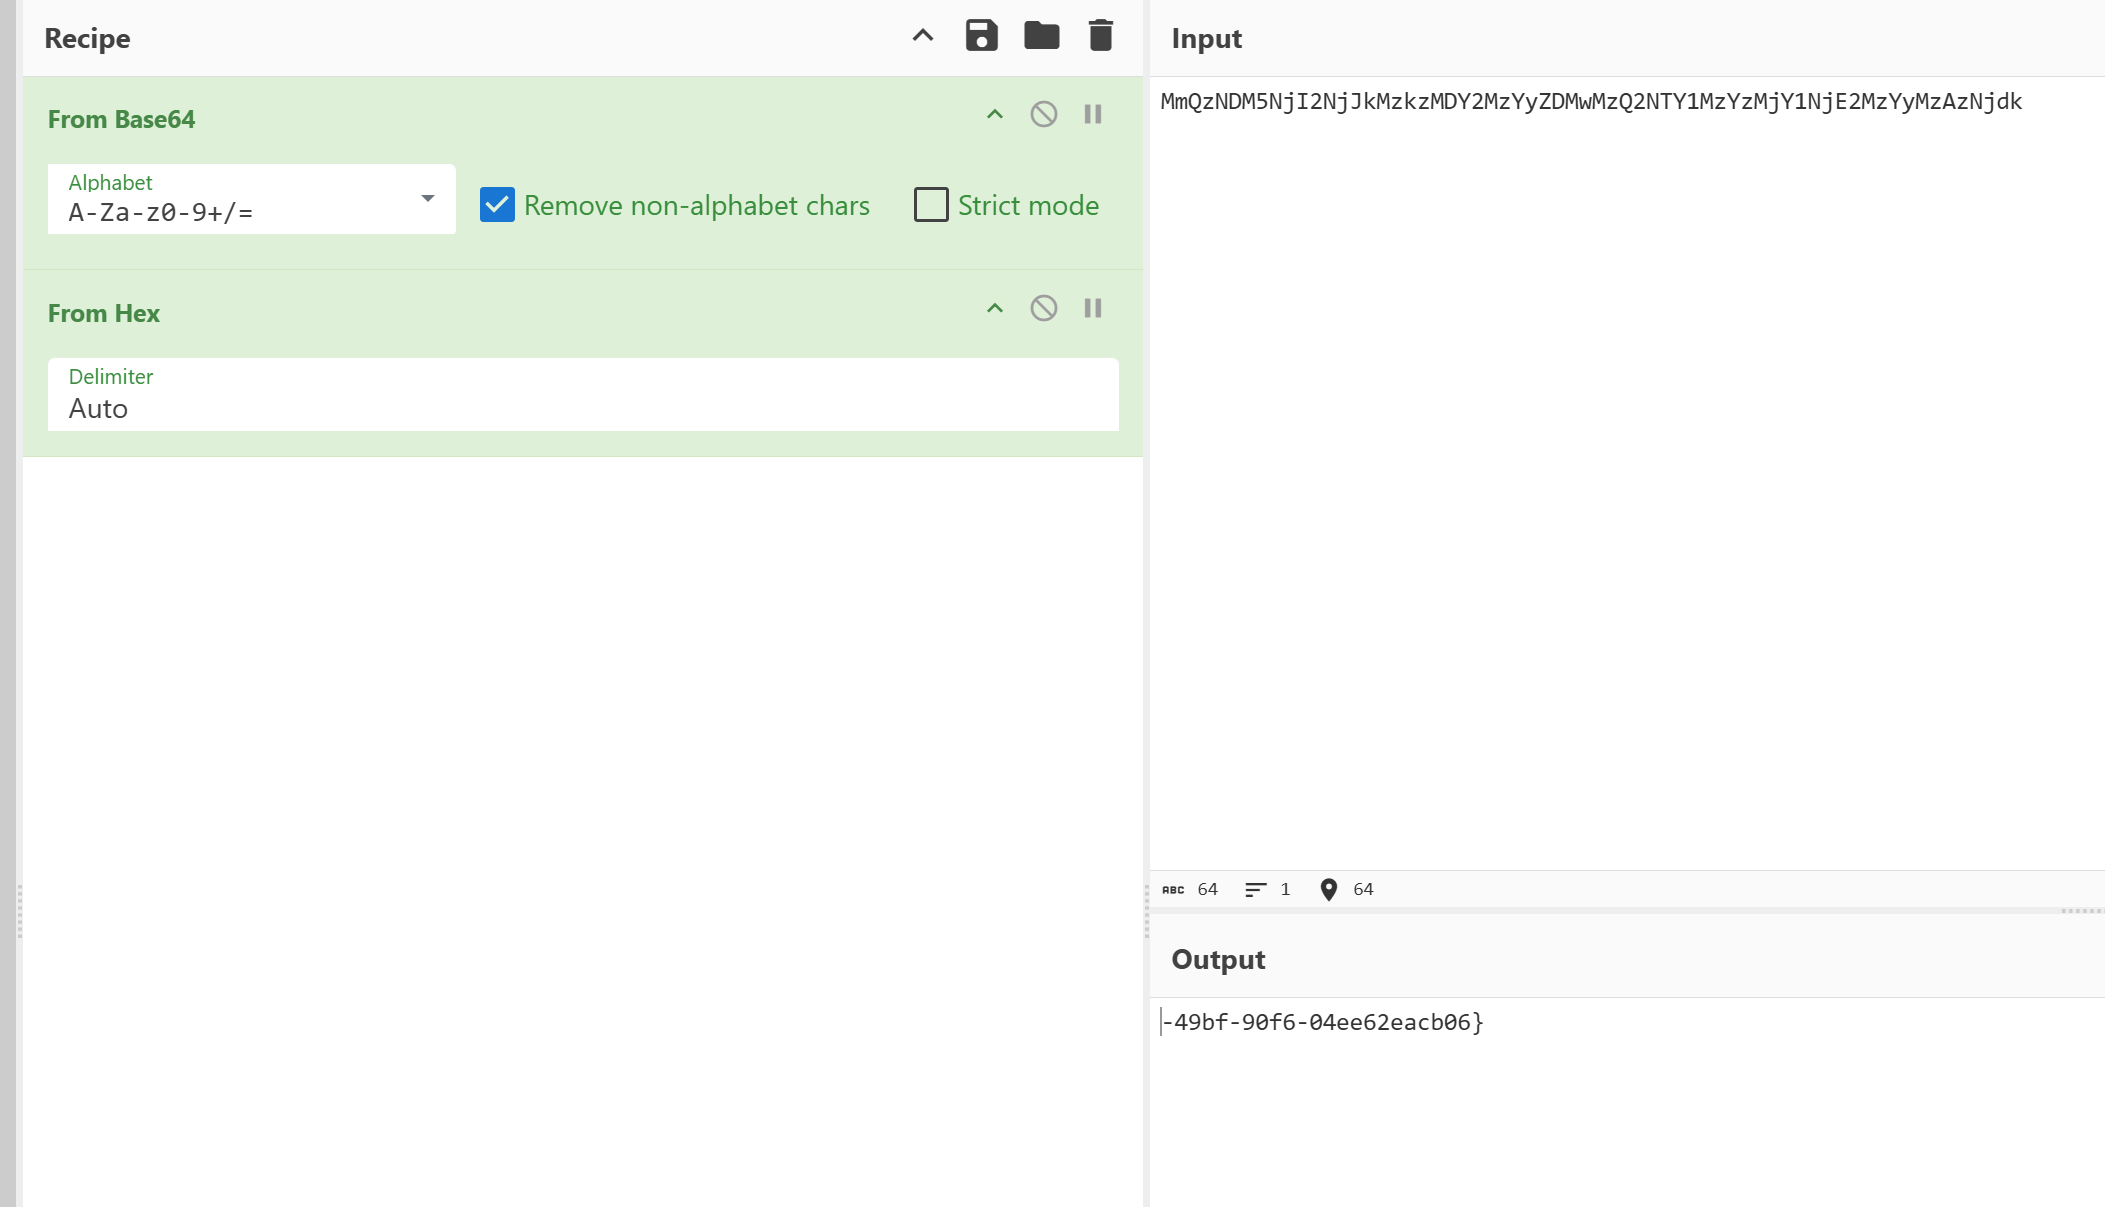 Recipe
From Base64
Alphabet
A-Za-z0-9+/=
Remove non-alphabet chars
Strict mode
From Hex
Delimiter
Auto
Input
MmQzNDM5NjI2NjJkMzkzMDY2MzYyZDMwMzQ2NTY1MzYzMjY1NjE2MzYyMzAzNjdk
ABC 64 1 64
Output
-49bf-90f6-04ee62eacb06}